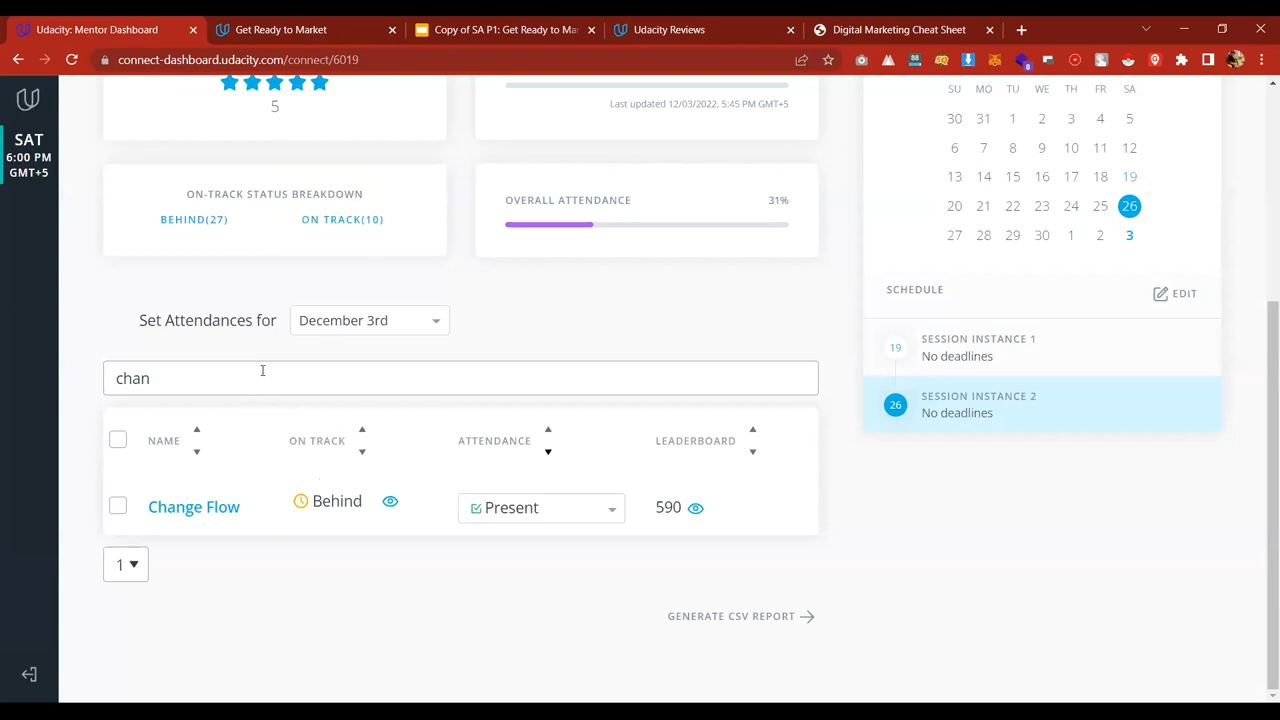 Udacity: Mentor Dashboard
Get Ready to Market
Copy of SA P1: Get Ready to Mar
Udacity Reviews
Digital Marketing Cheat Sheet
connect-dashboard.udacity.com/connect/6019
8
SAT
6:00 PM
GMT+5
5
Last updated 12/03/2022, 5:45 PM GMT+5
ON-TRACK STATUS BREAKDOWN
BEHIND(27) ON TRACK(10)
OVERALL ATTENDANCE 31%
Set Attendances for December 3rd
chan
NAME ON TRACK ATTENDANCE LEADERBOARD
Change Flow Behind Present 590
1
GENERATE CSV REPORT
SU MO TU WE TH FR SA
30 31 1 2 3 4 5
6 7 8 9 10 11 12
13 14 15 16 17 18 19
20 21 22 23 24 25 26
27 28 29 30 1 2 3
SCHEDULE EDIT
19 SESSION INSTANCE 1
No deadlines
26 SESSION INSTANCE 2
No deadlines